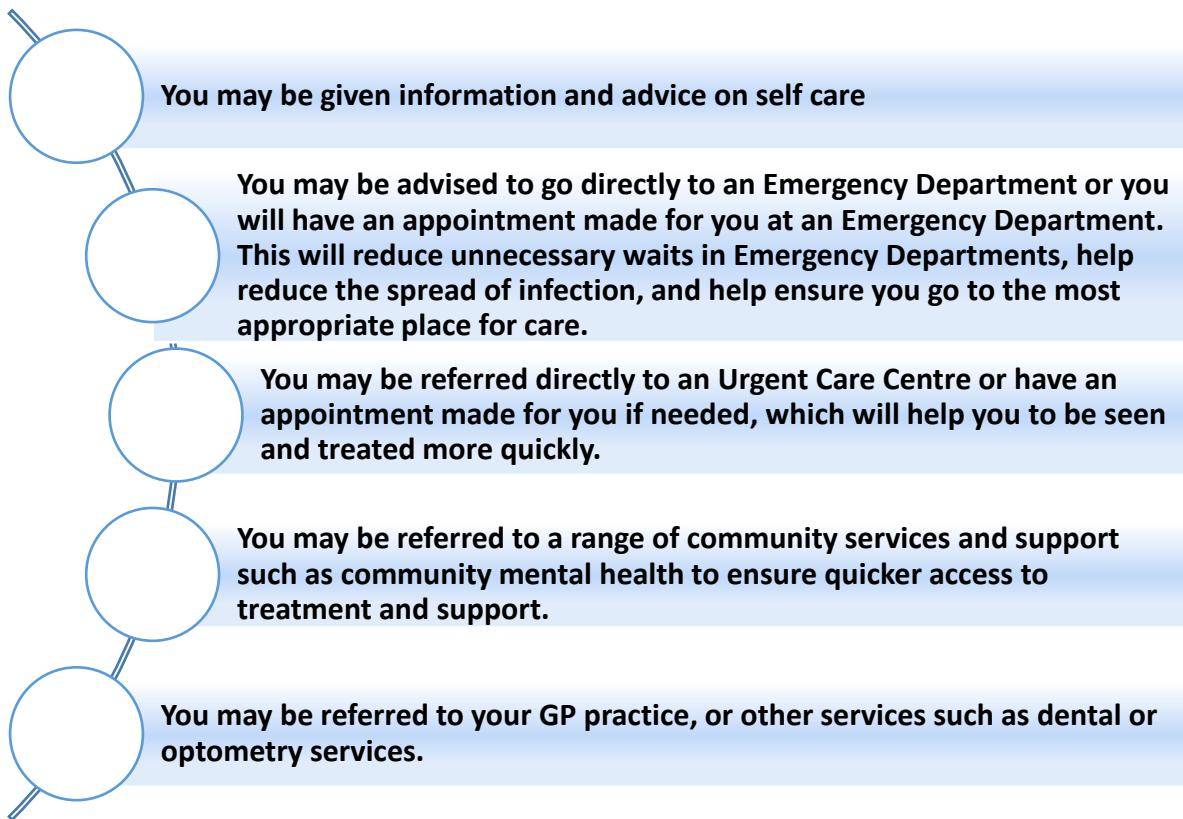 You may be given information and advice on self care
You may be advised to go directly to an Emergency Department or you
will have an appointment made for you at an Emergency Department.
This will reduce unnecessary waits in Emergency Departments, help
reduce the spread of infection, and help ensure you go to the most
appropriate place for care.
You may be referred directly to an Urgent Care Centre or have an
appointment made for you if needed, which will help you to be seen
and treated more quickly.
You may be referred to a range of community services and support
such as community mental health to ensure quicker access to
treatment and support.
You may be referred to your GP practice, or other services such as dental or
optometry services.